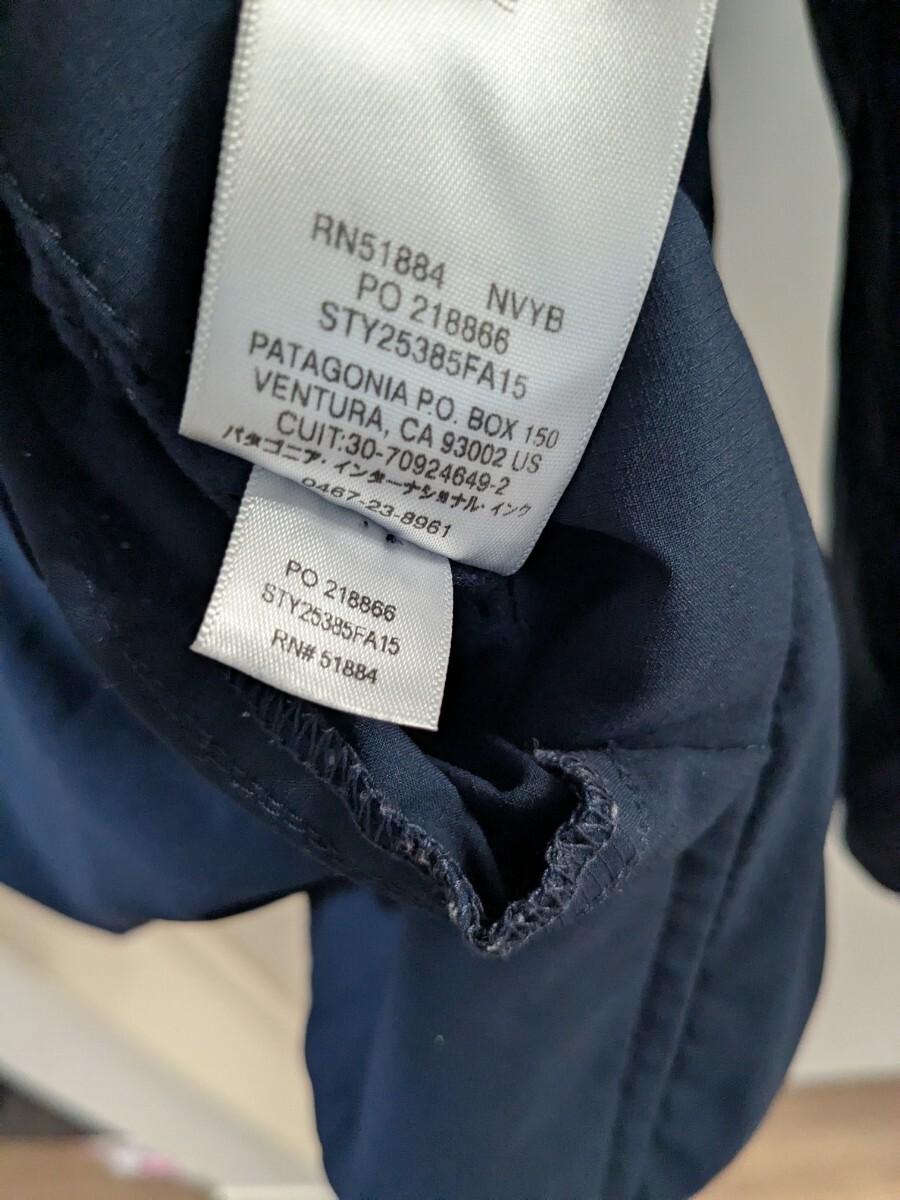 RN51884 NVYB
PO 218866
STY25385FA15
PATAGONIA P.O. BOX 150
VENTURA, CA 93002 US
CUIT:30-70924649-2
パタゴニア・インターナショナル・インク
0467-23-8961
PO 218866
STY25385FA15
RN# 51884